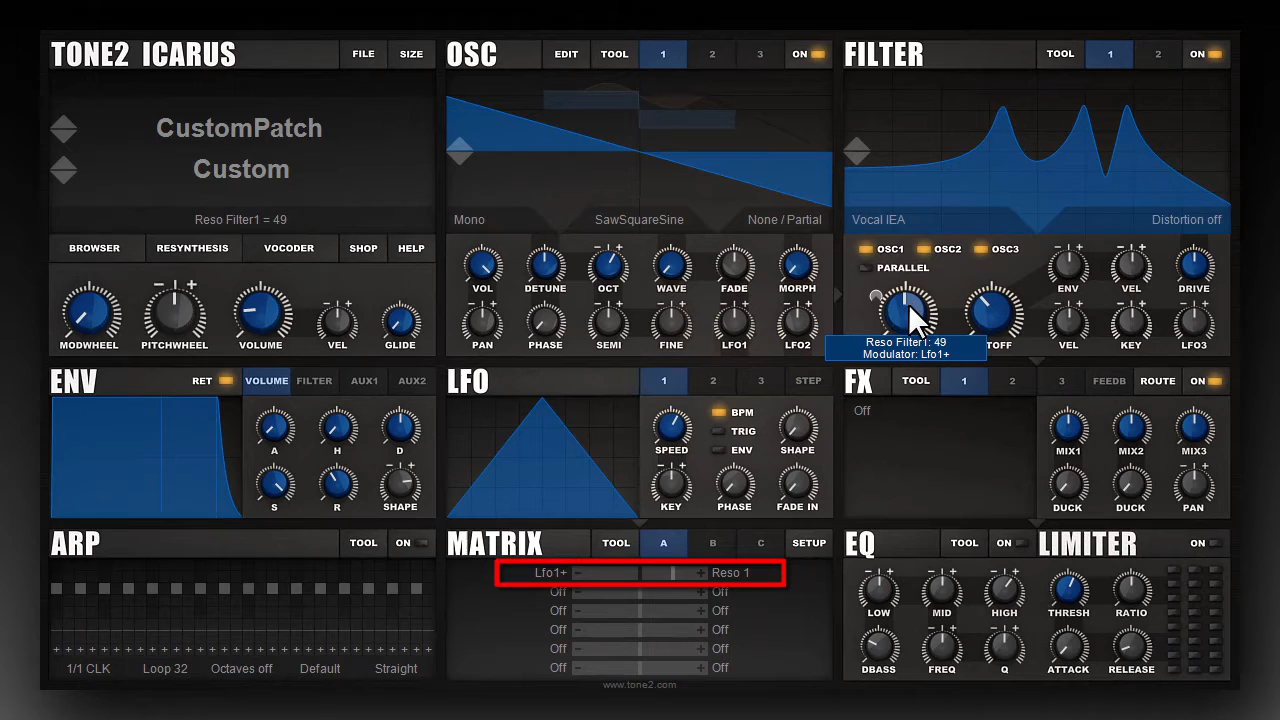 TONE2 ICARUS
FILE SIZE
CustomPatch
Custom
Reso Filter1 = 49
BROWSER RESYNTHESIS VOCODER SHOP HELP
MODWHEEL PITCHWHEEL VOLUME VEL GLIDE
OSC EDIT TOOL 1 2 3 ON
Mono SawSquareSine None / Partial
VOL DETUNE OCT WAVE FADE MORPH
PAN PHASE SEMI FINE LFO1 LFO2
FILTER TOOL 1 2 ON
Vocal IEA Distortion off
OSC1 OSC2 OSC3
PARALLEL
ENV VEL DRIVE
Reso Filter1: 49
Modulator: Lfo1+
TOFF VEL KEY LFO3
ENV RET VOLUME FILTER AUX1 AUX2
A H D
S R SHAPE
LFO 1 2 3 STEP
BPM
TRIG
ENV
SPEED SHAPE
KEY PHASE FADE IN
FX TOOL 1 2 3 FEEDB ROUTE ON
Off
MIX1 MIX2 MIX3
DUCK DUCK PAN
ARP TOOL ON
1/1 CLK Loop 32 Octaves off Default Straight
MATRIX TOOL A B C SETUP
Lfo1+ - + Reso 1
Off - + Off
Off - + Off
Off - + Off
Off - + Off
Off - + Off
www.tone2.com
EQ TOOL ON LIMITER ON
LOW MID HIGH THRESH RATIO
DBASS FREQ Q ATTACK RELEASE